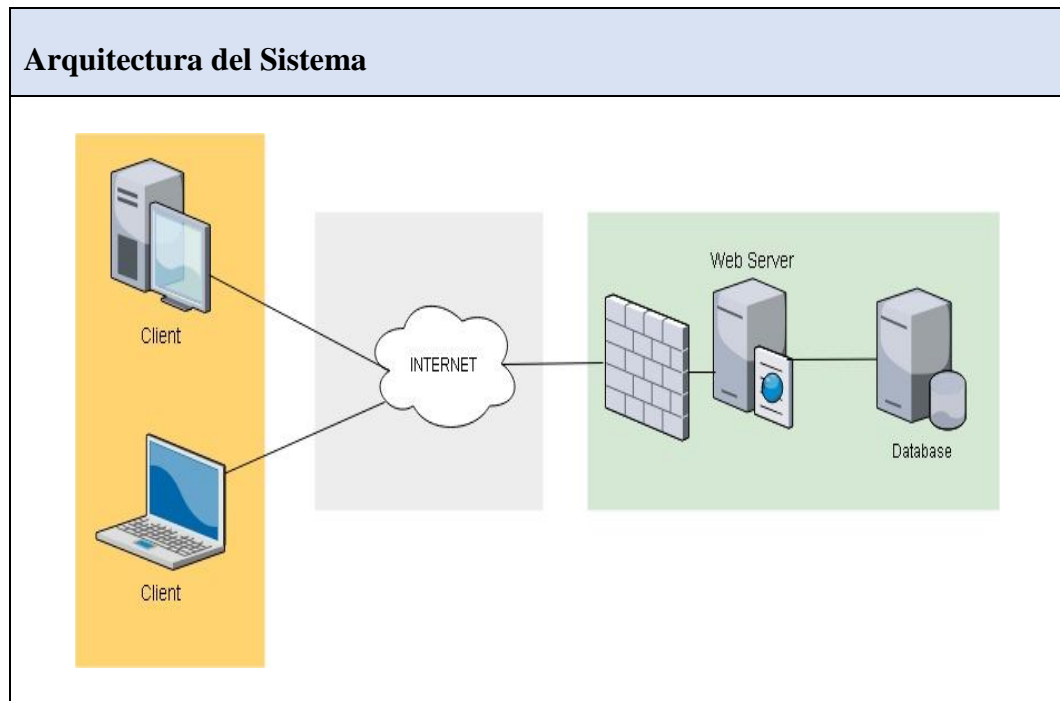 Arquitectura del Sistema
Client
INTERNET
Web Server
Database
Client